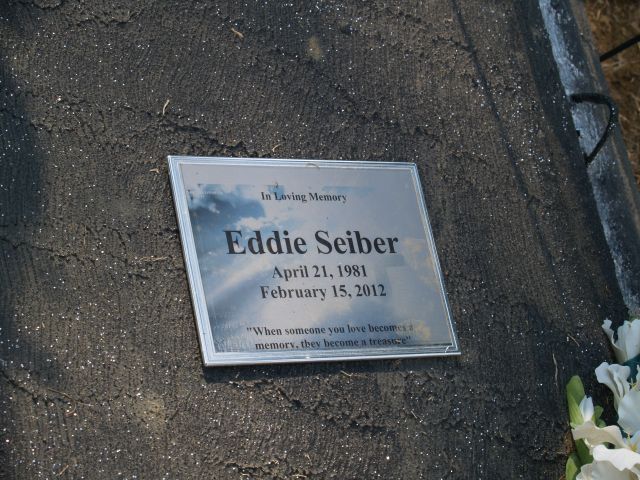 In Loving Memory
Eddie Seiber
April 21, 1981
February 15, 2012
"When someone you love becomes a
memory, they become a treasure"